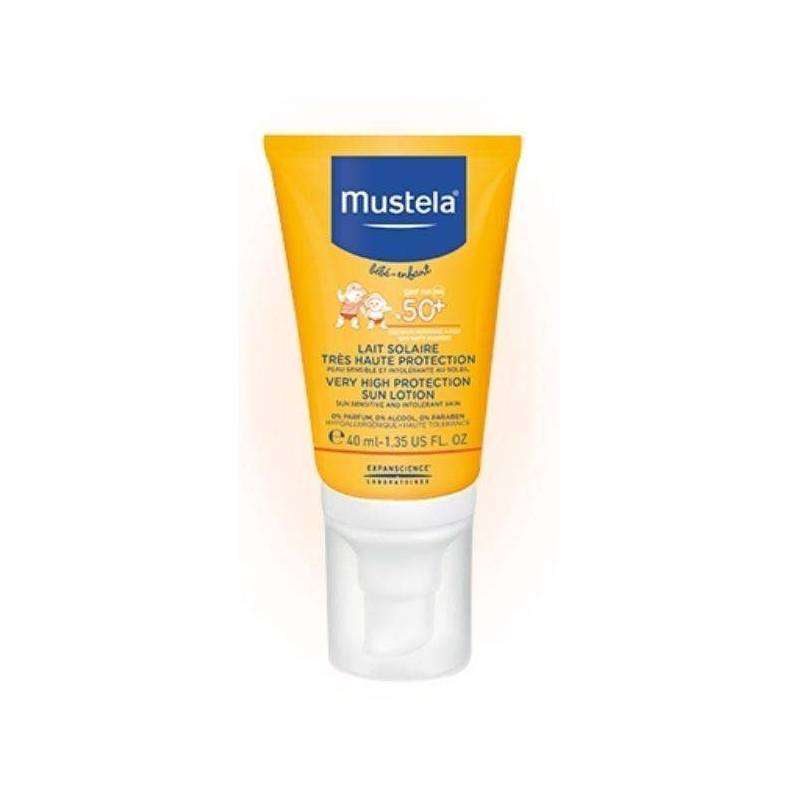 mustela®
bébé-enfant
50+
LAIT SOLAIRE
TRÈS HAUTE PROTECTION
PEAU SENSIBLE ET INTOLÉRANTE AU SOLEIL
VERY HIGH PROTECTION
SUN LOTION
SUN SENSITIVE AND INTOLERANT SKIN
0% PARFUM, 0% ALCOOL, 0% PARABEN
HYPOALLERGÉNIQUE • HAUTE TOLÉRANCE
℮ 40 ml-1.35 US FL. OZ
EXPANSCIENCE
LABORATOIRES